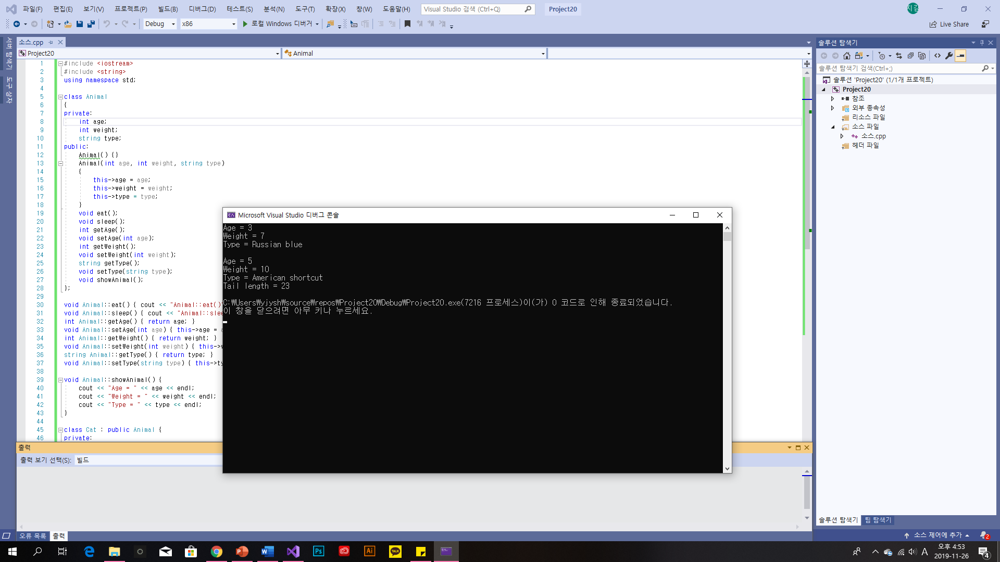 파일(F) 편집(E) 보기(V) 프로젝트(P) 빌드(B) 디버그(D) 테스트(S) 분석(N) 도구(T) 확장(X) 창(W) 도움말(H) Visual Studio 검색 (Ctrl+Q) Project20 지김
Debug x86 로컬 Windows 디버거 Live Share
서버 탐색기
도구 상자
소스.cpp
Project20 Animal
1 #include <iostream>
2 #include <string>
3 using namespace std;
4
5 class Animal
6 {
7 private:
8 int age;
9 int weight;
10 string type;
11 public:
12 Animal() {}
13 Animal(int age, int weight, string type)
14 {
15 this->age = age;
16 this->weight = weight;
17 this->type = type;
18 }
19 void eat();
20 void sleep();
21 int getAge();
22 void setAge(int age);
23 int getWeight();
24 void setWeight(int weight);
25 string getType();
26 void setType(string type);
27 void showAnimal();
28 };
29
30 void Animal::eat() { cout << "Animal::eat()
31 void Animal::sleep() { cout << "Animal::slee
32 int Animal::getAge() { return age; }
33 void Animal::setAge(int age) { this->age =
34 int Animal::getWeight() { return weight; }
35 void Animal::setWeight(int weight) { this->w
36 string Animal::getType() { return type; }
37 void Animal::setType(string type) { this->ty
38
39 void Animal::showAnimal() {
40 cout << "Age = " << age << endl;
41 cout << "Weight = " << weight << endl;
42 cout << "Type = " << type << endl;
43 }
44
45 class Cat : public Animal {
46 private:
Microsoft Visual Studio 디버그 콘솔
Age = 3
Weight = 7
Type = Russian blue
Age = 5
Weight = 10
Type = American shortcut
Tail length = 23
C:\Users\yjysh\source\repos\Project20\Debug\Project20.exe(7216 프로세스)이(가) 0 코드로 인해 종료되었습니다.
이 창을 닫으려면 아무 키나 누르세요.
출력
출력 보기 선택(S): 빌드
오류 목록 출력
솔루션 탐색기
솔루션 탐색기 검색(Ctrl+;)
솔루션 'Project20' (1/1개 프로젝트)
Project20
참조
외부 종속성
리소스 파일
소스 파일
소스.cpp
헤더 파일
솔루션 탐색기 팀 탐색기
소스 제어에 추가 2
Ps Ai TALK A 오후 4:53
2019-11-26 4